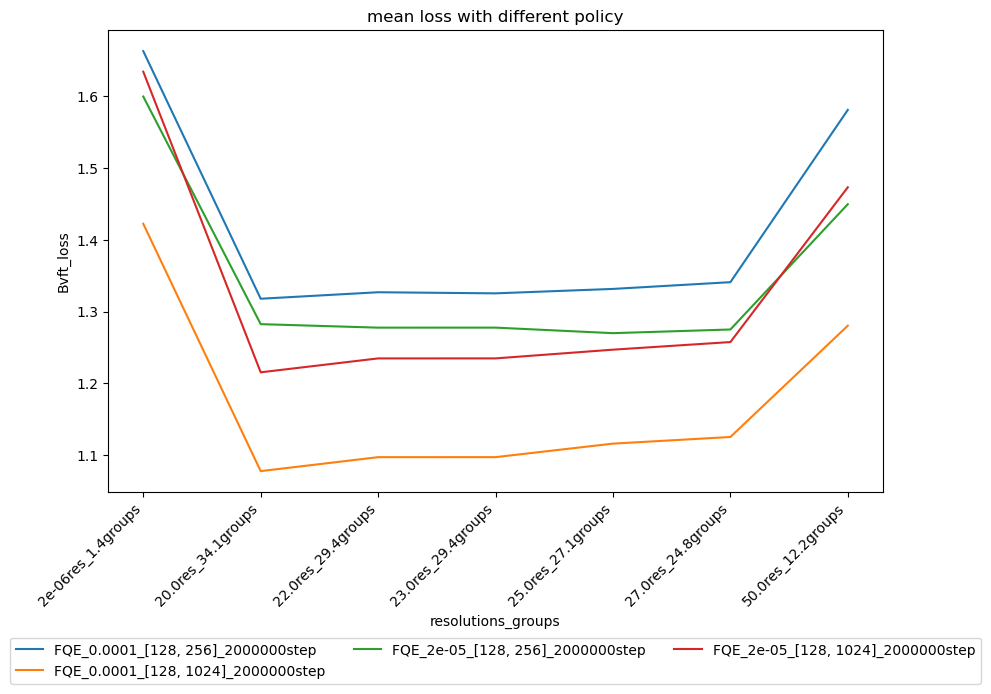 mean loss with different policy
Bvft_loss
1.6
1.5
1.4
1.3
1.2
1.1
2e-06res_1.4groups
20.0res_34.1groups
22.0res_29.4groups
23.0res_29.4groups
25.0res_27.1groups
27.0res_24.8groups
50.0res_12.2groups
resolutions_groups
FQE_0.0001_[128, 256]_2000000step
FQE_0.0001_[128, 1024]_2000000step
FQE_2e-05_[128, 256]_2000000step
FQE_2e-05_[128, 1024]_2000000step